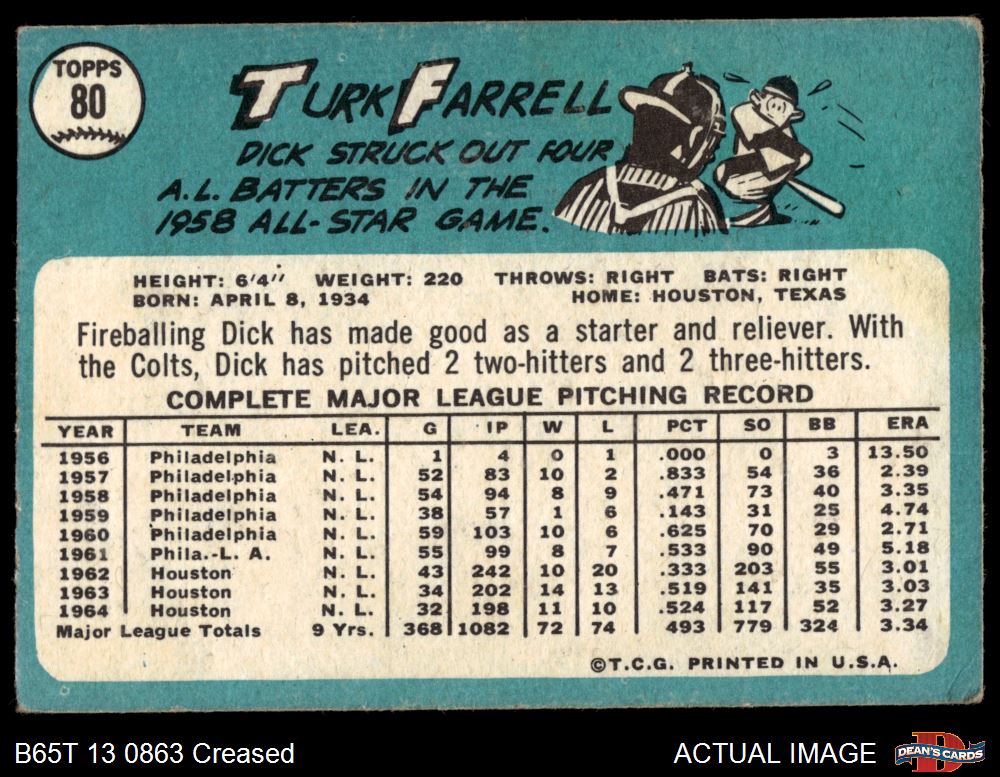 TOPPS
80
TURK FARRELL
DICK STRUCK OUT FOUR
A.L. BATTERS IN THE
1958 ALL-STAR GAME.
HEIGHT: 6'4" WEIGHT: 220 THROWS: RIGHT BATS: RIGHT
BORN: APRIL 8, 1934 HOME: HOUSTON, TEXAS
Fireballing Dick has made good as a starter and reliever. With
the Colts, Dick has pitched 2 two-hitters and 2 three-hitters.
COMPLETE MAJOR LEAGUE PITCHING RECORD
YEAR TEAM LEA. G IP W L PCT SO BB ERA
1956 Philadelphia N. L. 1 4 0 1 .000 0 3 13.50
1957 Philadelphia N. L. 52 83 10 2 .833 54 36 2.39
1958 Philadelphia N. L. 54 94 8 9 .471 73 40 3.35
1959 Philadelphia N. L. 38 57 1 6 .143 31 25 4.74
1960 Philadelphia N. L. 59 103 10 6 .625 70 29 2.71
1961 Phila.-L. A. N. L. 55 99 8 7 .533 90 49 5.18
1962 Houston N. L. 43 242 10 20 .333 203 55 3.01
1963 Houston N. L. 34 202 14 13 .519 141 35 3.03
1964 Houston N. L. 32 198 11 10 .524 117 52 3.27
Major League Totals 9 Yrs. 368 1082 72 74 493 779 324 3.34
©T.C.G. PRINTED IN U.S.A.
B65T 13 0863 Creased ACTUAL IMAGE
D
DEAN'S CARDS